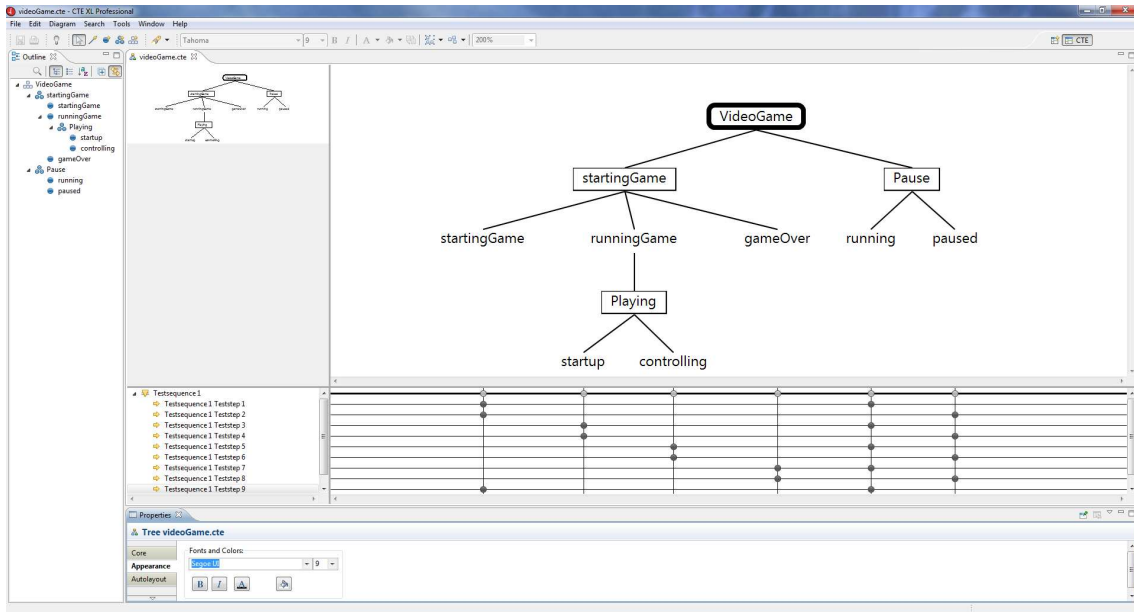 videoGame.cte - CTE XL Professional
File Edit Diagram Search Tools Window Help
Tahoma 9 B I A 200% CTE
Outline
videoGame.cte
VideoGame
startingGame
startingGame
runningGame
Playing
startup
controlling
gameOver
Pause
running
paused
VideoGame
startingGame Pause
startingGame runningGame gameOver running paused
Playing
startup controlling
Testsequence 1
Testsequence 1 Teststep 1
Testsequence 1 Teststep 2
Testsequence 1 Teststep 3
Testsequence 1 Teststep 4
Testsequence 1 Teststep 5
Testsequence 1 Teststep 6
Testsequence 1 Teststep 7
Testsequence 1 Teststep 8
Testsequence 1 Teststep 9
Properties
Tree videoGame.cte
Core
Appearance
Autolayout
Fonts and Colors:
Segoe UI 9
B I A